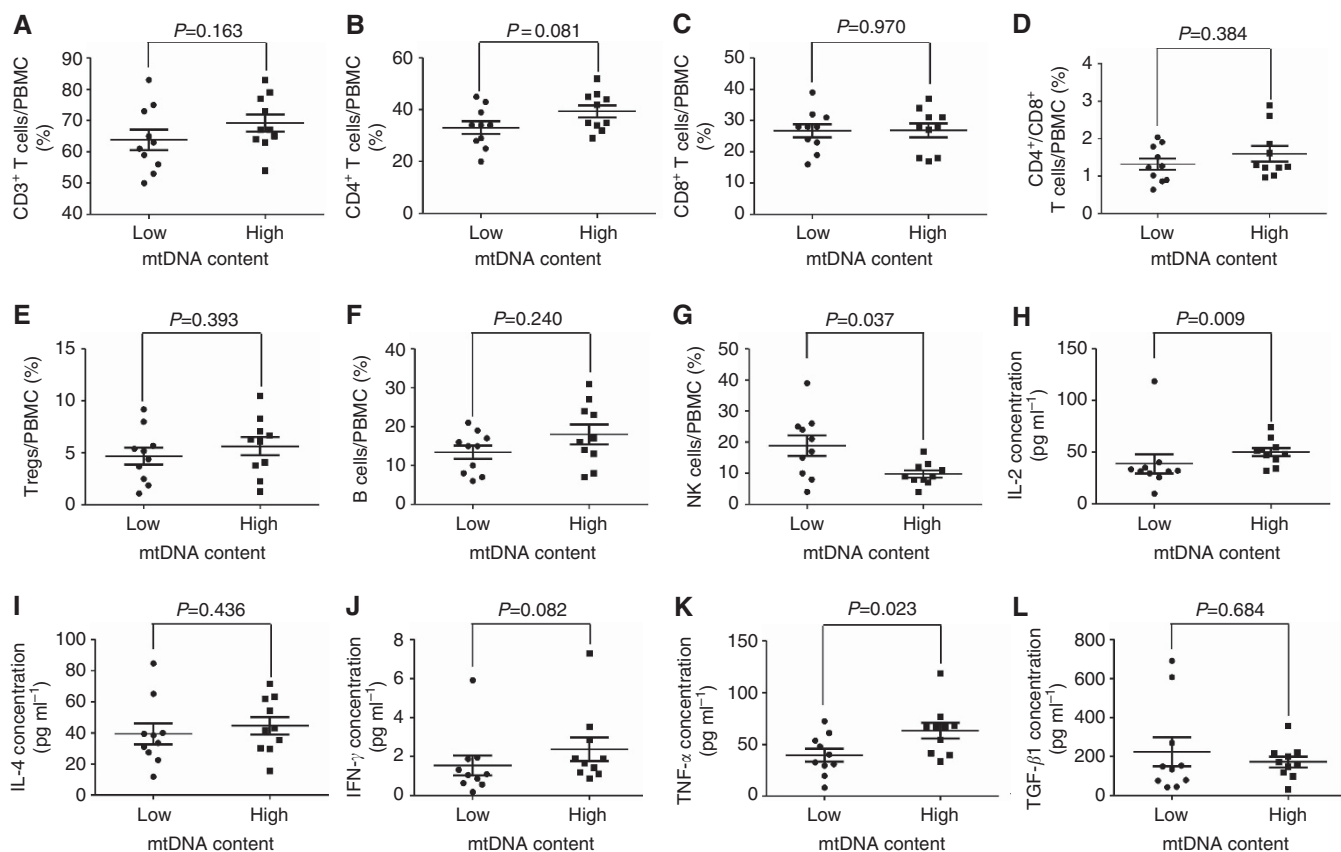 A
P=0.163
CD3⁺ T cells/PBMC
(%)
90
80
70
60
50
40
Low
High
mtDNA content
B
P=0.081
CD4⁺ T cells/PBMC
(%)
60
40
20
0
Low
High
mtDNA content
C
P=0.970
CD8⁺ T cells/PBMC
(%)
50
40
30
20
10
0
Low
High
mtDNA content
D
P=0.384
CD4⁺/CD8⁺
T cells/PBMC (%)
4
3
2
1
0
Low
High
mtDNA content
E
P=0.393
Tregs/PBMC (%)
15
10
5
0
Low
High
mtDNA content
F
P=0.240
B cells/PBMC (%)
40
30
20
10
0
Low
High
mtDNA content
G
P=0.037
NK cells/PBMC (%)
50
40
30
20
10
0
Low
High
mtDNA content
H
P=0.009
IL-2 concentration
(pg ml⁻¹)
150
100
50
0
Low
High
mtDNA content
I
P=0.436
IL-4 concentration
(pg ml⁻¹)
100
80
60
40
20
0
Low
High
mtDNA content
J
P=0.082
IFN-γ concentration
(pg ml⁻¹)
8
6
4
2
0
Low
High
mtDNA content
K
P=0.023
TNF-α concentration
(pg ml⁻¹)
150
100
50
0
Low
High
mtDNA content
L
P=0.684
TGF-β1 concentration
(pg ml⁻¹)
800
600
400
200
0
Low
High
mtDNA content